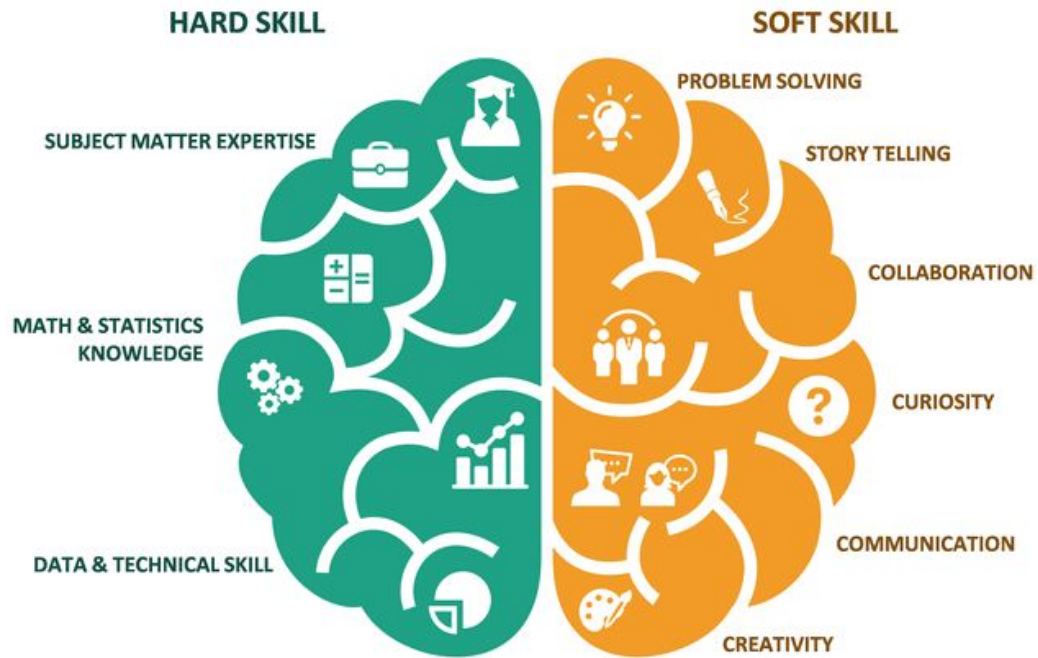 HARD SKILL
SOFT SKILL
PROBLEM SOLVING
SUBJECT MATTER EXPERTISE
STORY TELLING
COLLABORATION
MATH & STATISTICS
KNOWLEDGE
CURIOSITY
COMMUNICATION
DATA & TECHNICAL SKILL
CREATIVITY